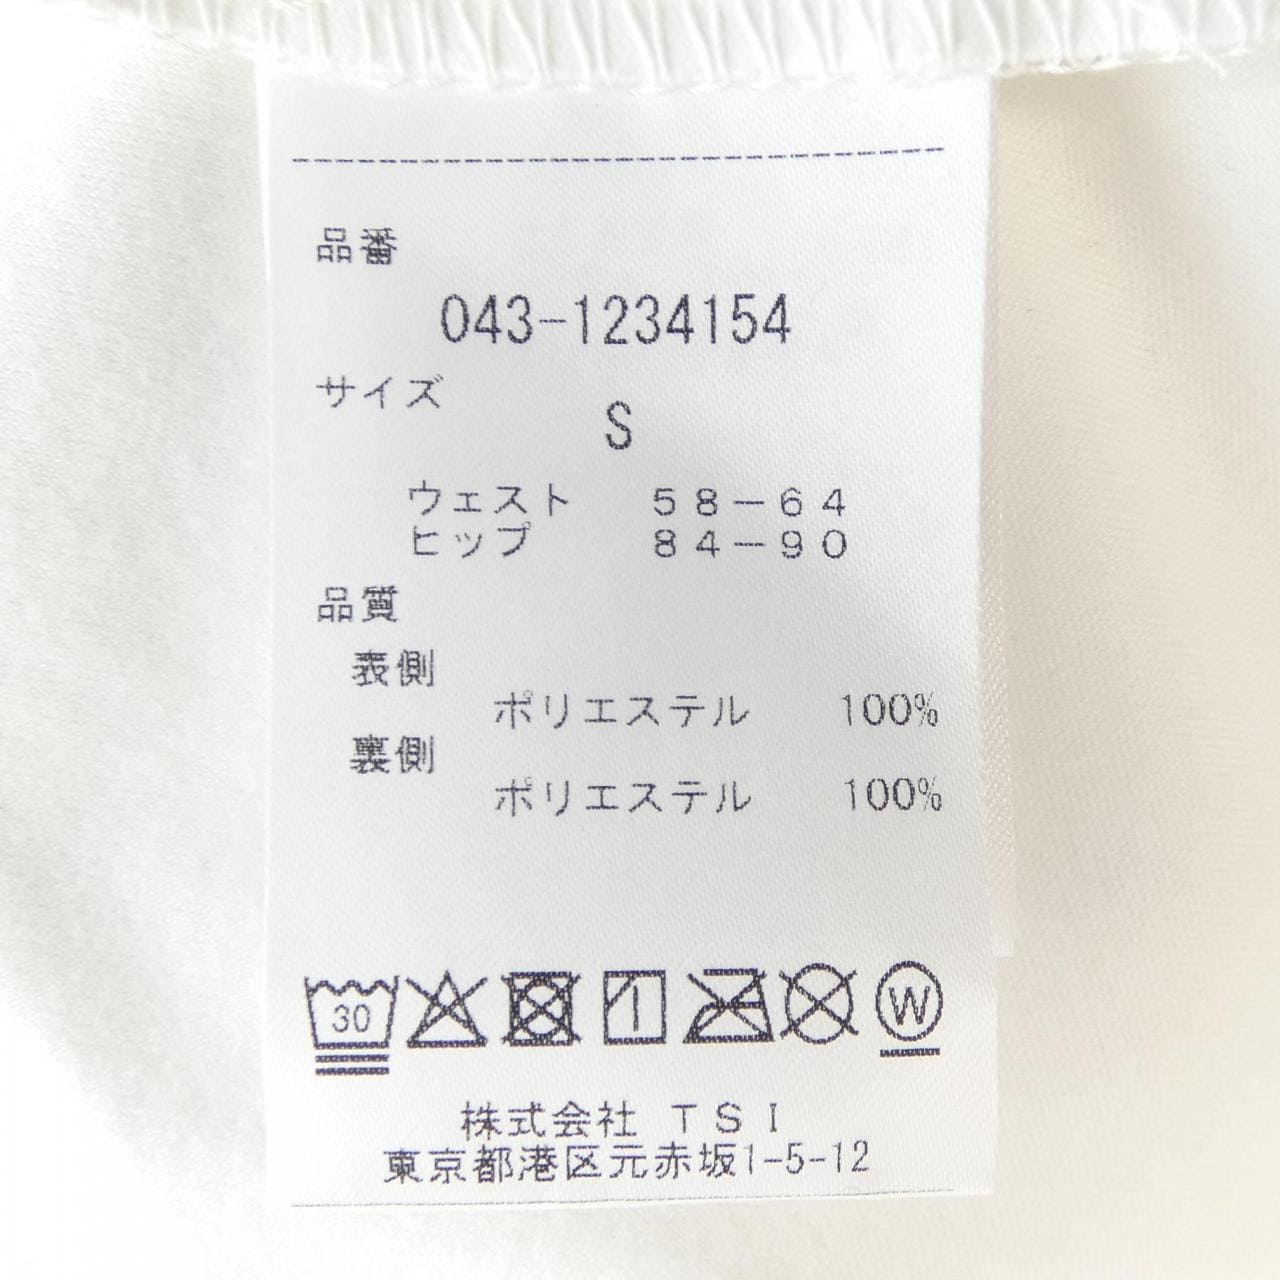 品番
043-1234154
サイズ
S
ウェスト 58-64
ヒップ 84-90
品質
表側
ポリエステル 100%
裏側
ポリエステル 100%
30 W
株式会社 TSI
東京都港区元赤坂1-5-12